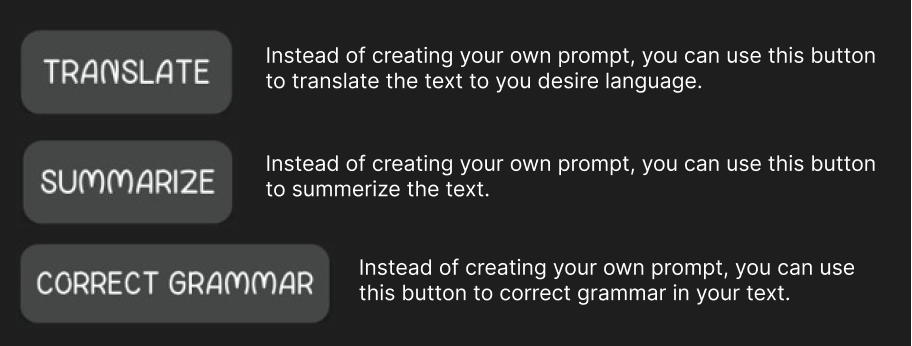 TRANSLATE
Instead of creating your own prompt, you can use this button
to translate the text to you desire language.
SUMMARIZE
Instead of creating your own prompt, you can use this button
to summerize the text.
CORRECT GRAMMAR
Instead of creating your own prompt, you can use
this button to correct grammar in your text.